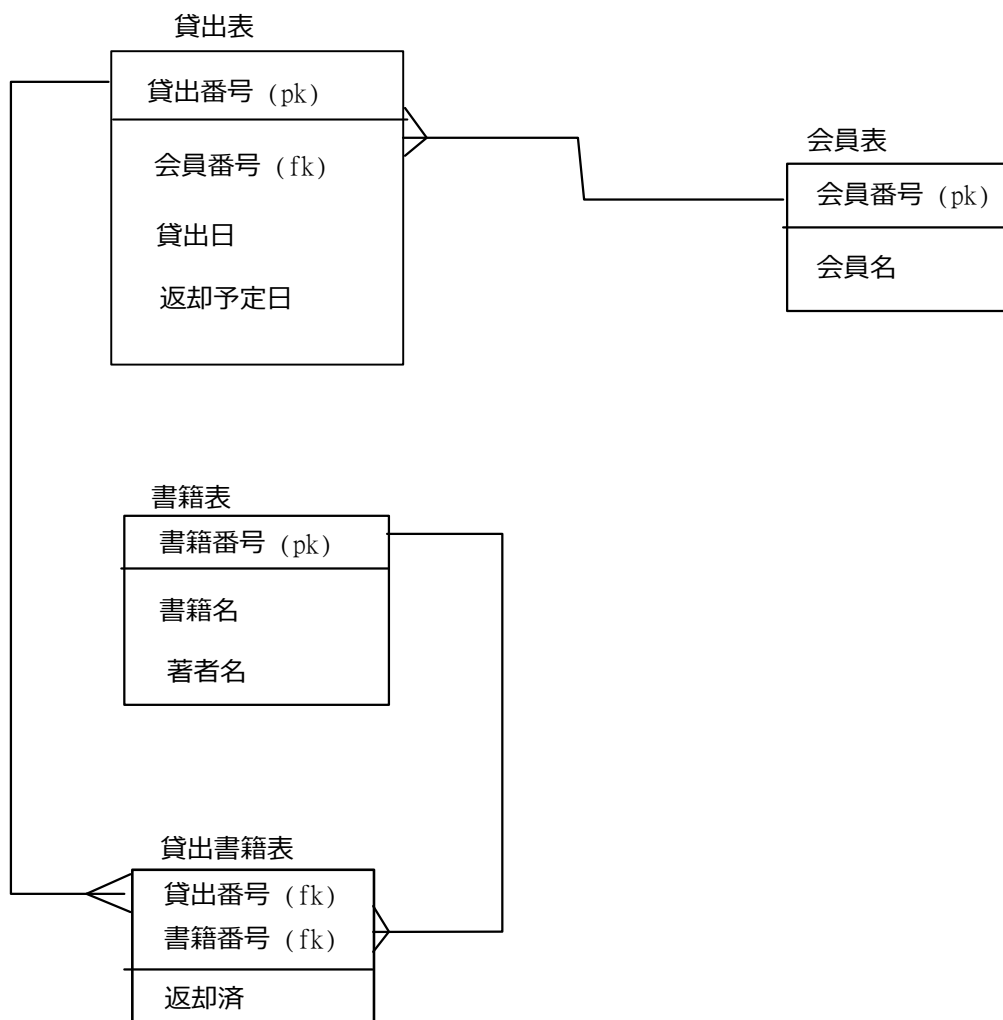 貸出表
貸出番号 (pk)
会員番号 (fk)
貸出日
返却予定日
会員表
会員番号 (pk)
会員名
書籍表
書籍番号 (pk)
書籍名
著者名
貸出書籍表
貸出番号 (fk)
書籍番号 (fk)
返却済